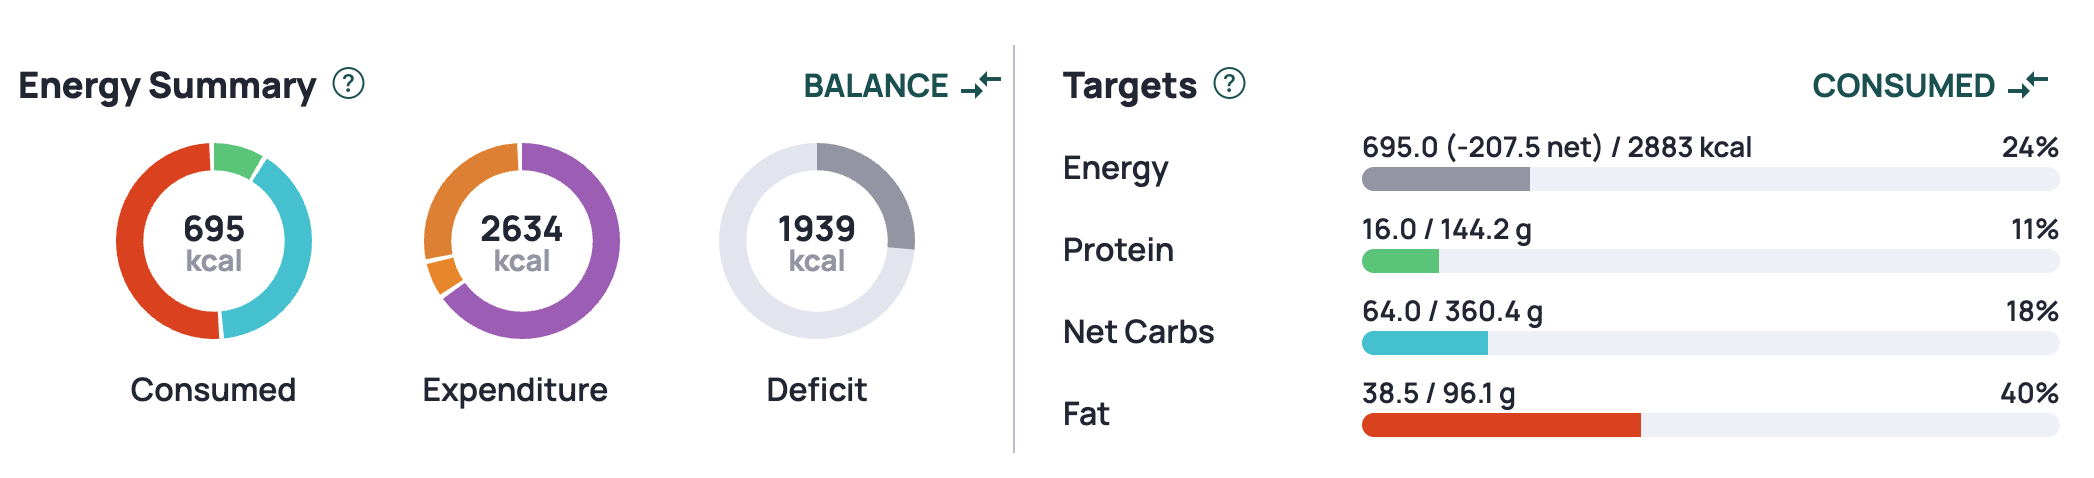 Energy Summary ?
BALANCE
695
kcal
Consumed
2634
kcal
Expenditure
1939
kcal
Deficit
Targets ?
CONSUMED
Energy
695.0 (-207.5 net) / 2883 kcal
24%
Protein
16.0 / 144.2 g
11%
Net Carbs
64.0 / 360.4 g
18%
Fat
38.5 / 96.1 g
40%